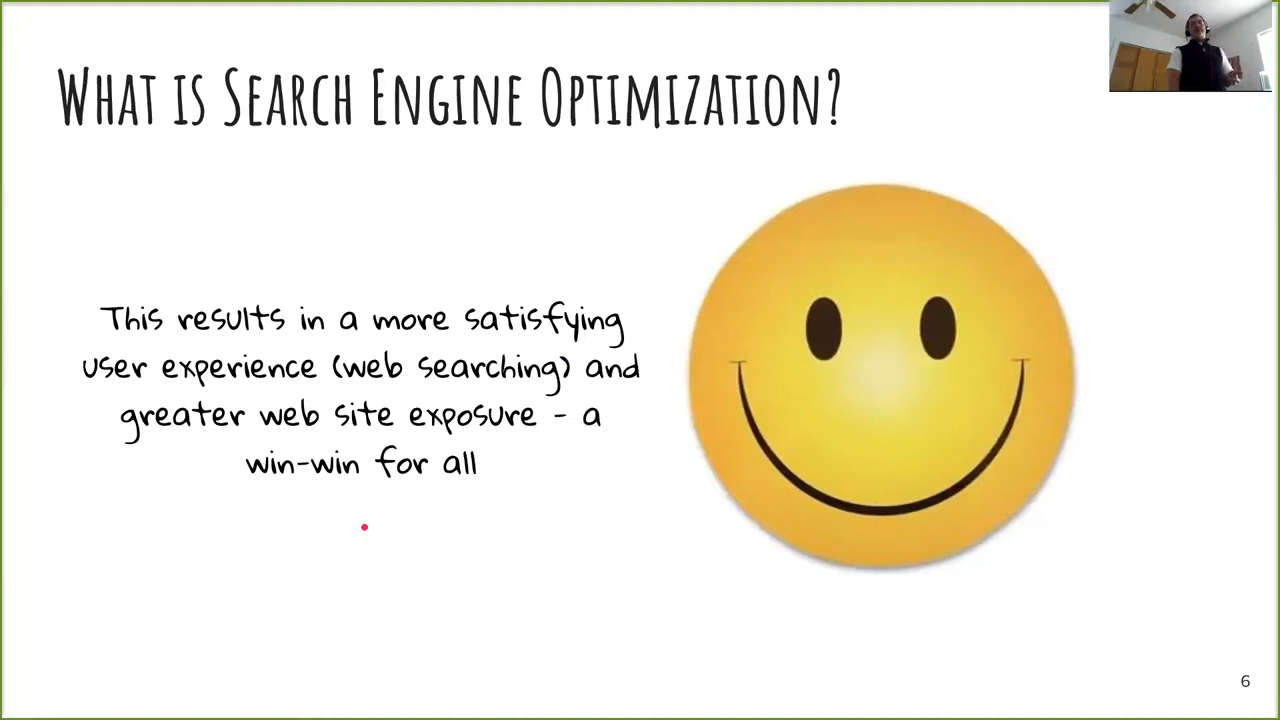 What is Search Engine Optimization?
This results in a more satisfying
user experience (web searching) and
greater web site exposure - a
win-win for all
6